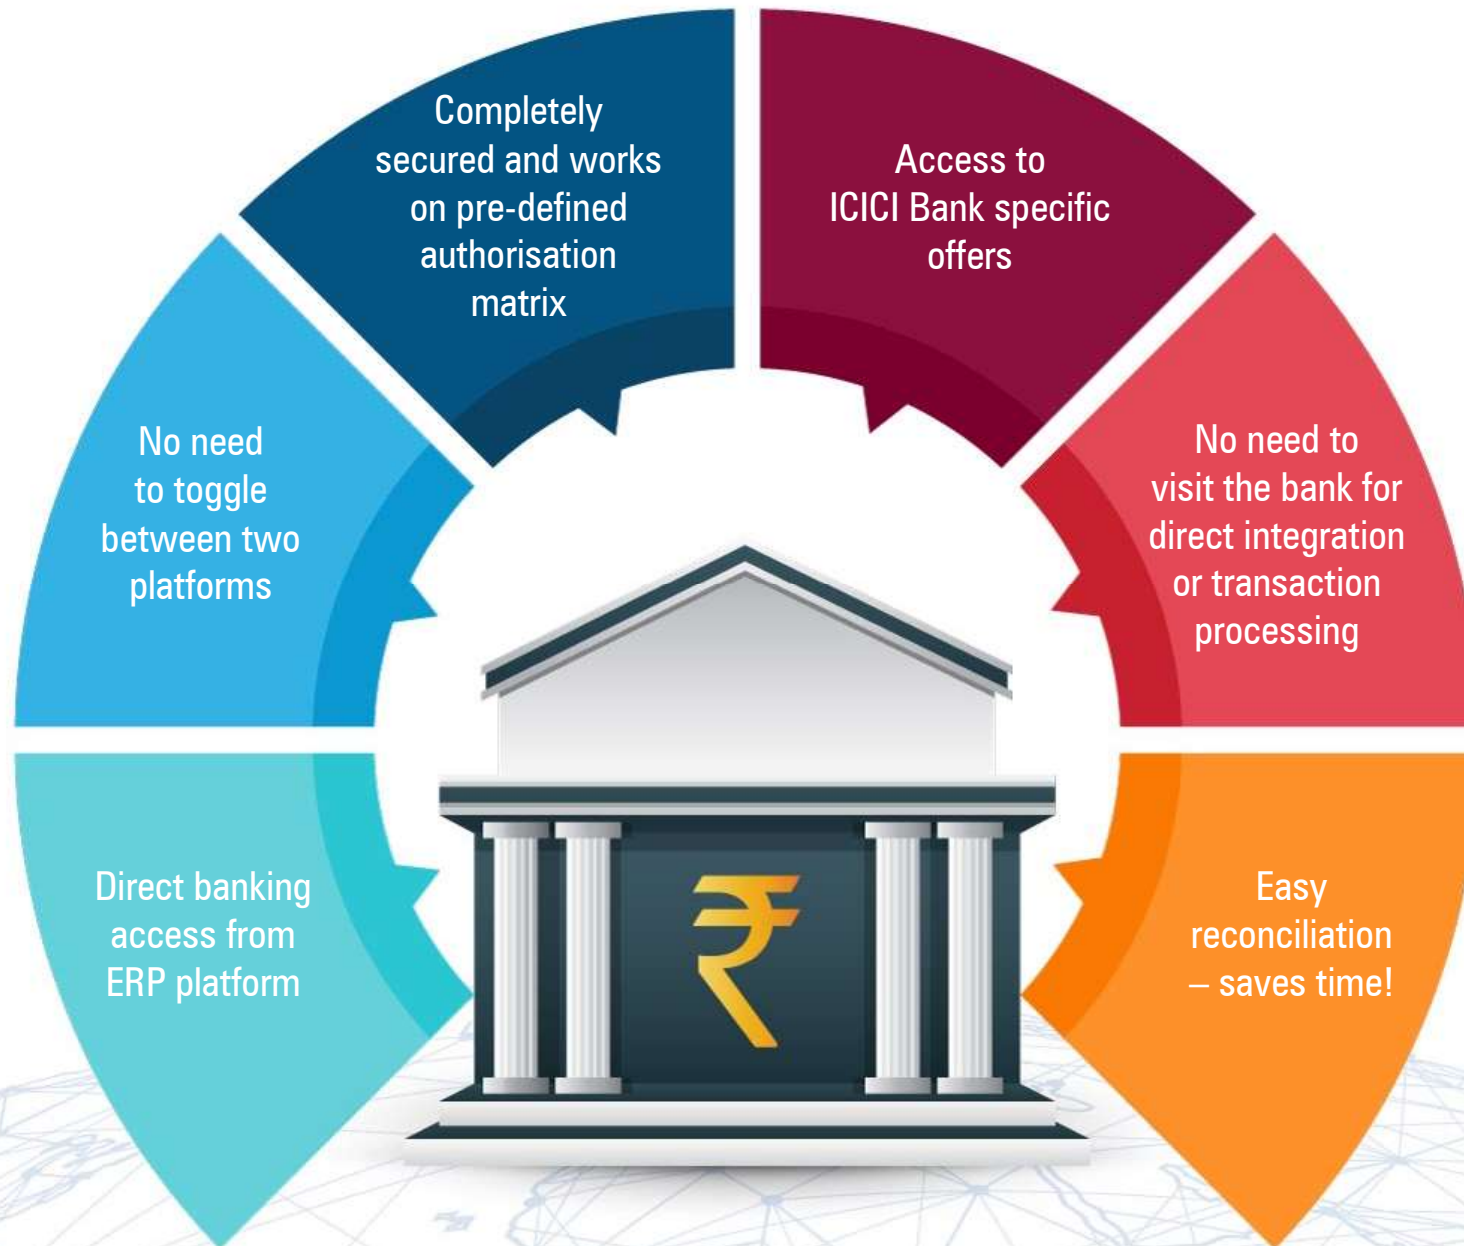 Completely
secured and works
on pre-defined
authorisation
matrix
Access to
ICICI Bank specific
offers
No need
to toggle
between two
platforms
No need to
visit the bank for
direct integration
or transaction
processing
Direct banking
access from
ERP platform
₹
Easy
reconciliation
– saves time!